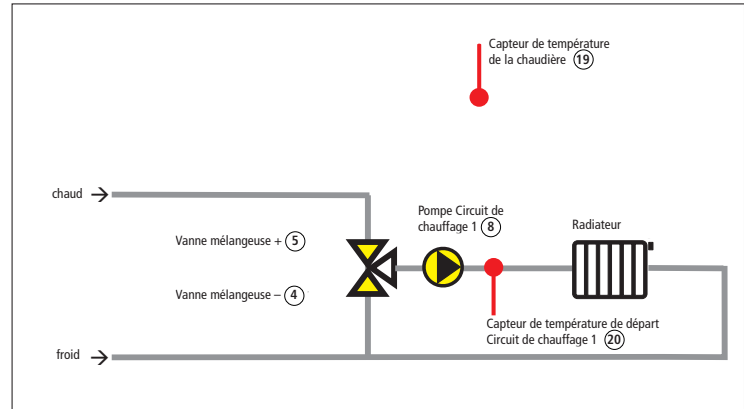 Capteur de température
de la chaudière 19
chaud
Pompe Circuit de
chauffage 1 8
Radiateur
Vanne mélangeuse + 5
Vanne mélangeuse – 4
Capteur de température de départ
Circuit de chauffage 1 20
froid